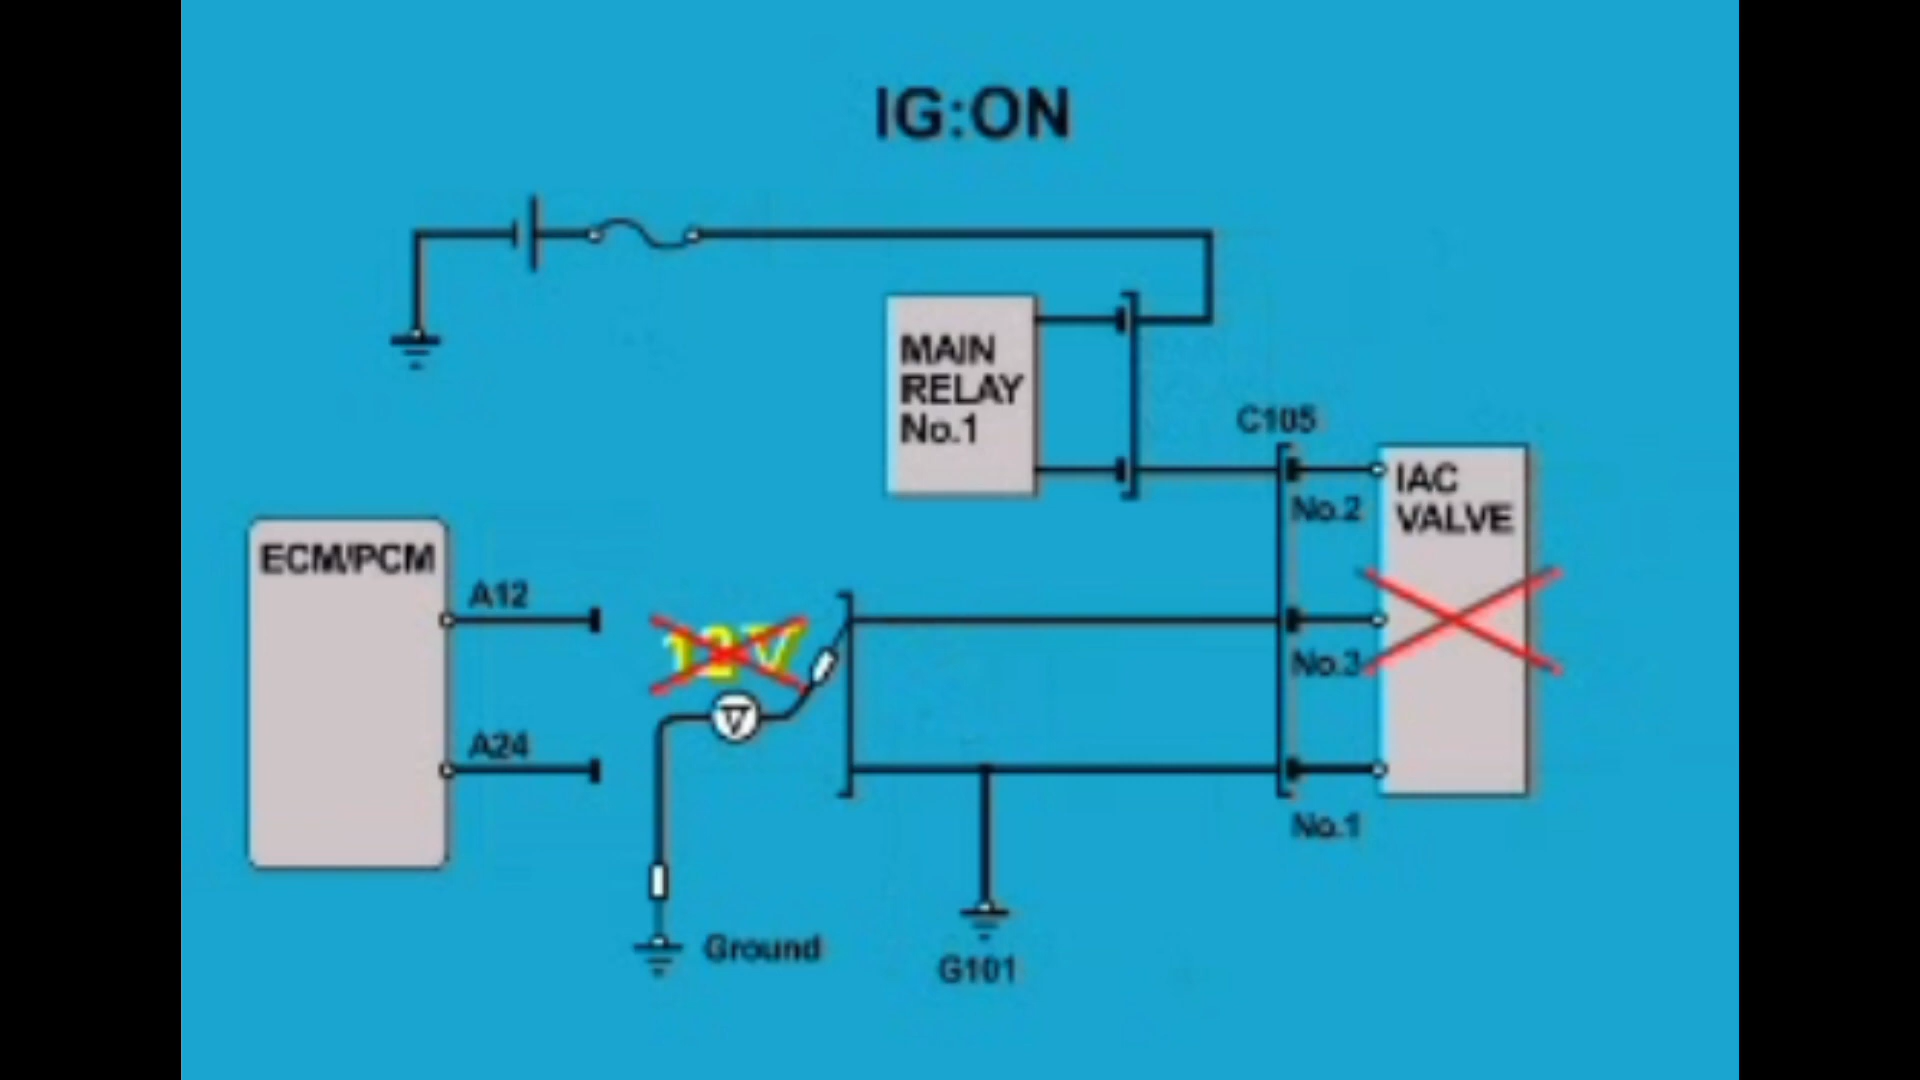 IG:ON
MAIN
RELAY
No.1
C105
IAC
VALVE
No.2
ECM/PCM
A12
12V
V
No.3
A24
No.1
Ground
G101